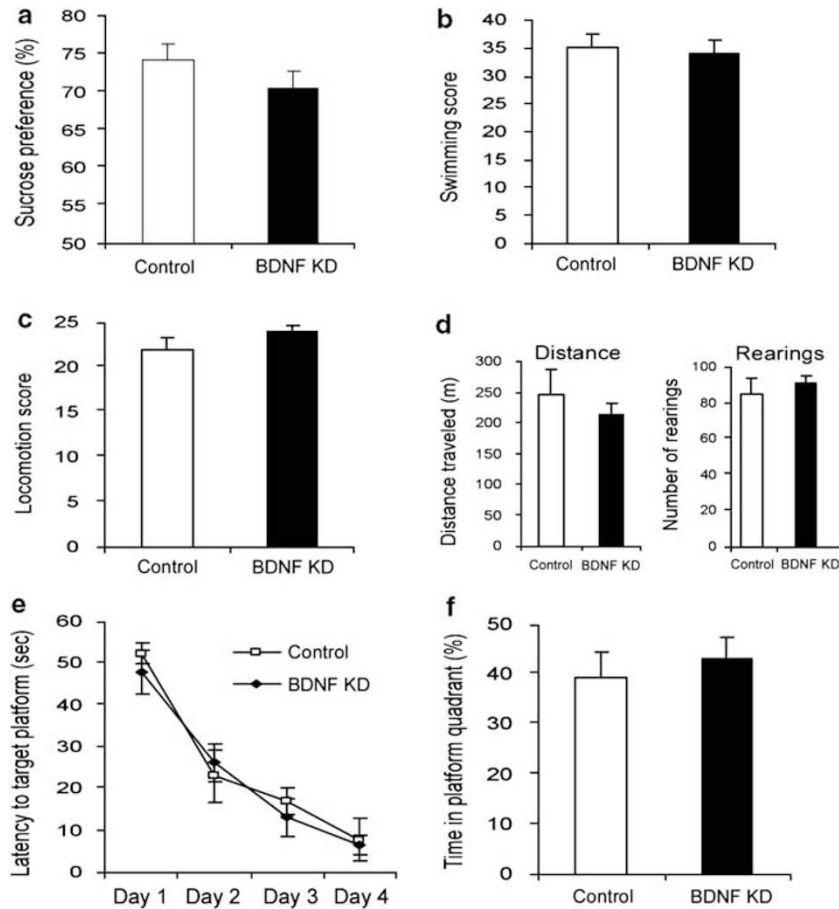 a
Sucrose preference (%)
80
75
70
65
60
55
50
Control
BDNF KD
b
Swimming score
40
35
30
25
20
15
10
5
0
Control
BDNF KD
c
Locomotion score
25
20
15
10
5
0
Control
BDNF KD
d
Distance
Distance traveled (m)
300
250
200
150
100
50
0
Control
BDNF KD
Rearings
Number of rearings
100
80
60
40
20
0
Control
BDNF KD
e
Latency to target platform (sec)
60
50
40
30
20
10
0
Control
BDNF KD
Day 1
Day 2
Day 3
Day 4
f
Time in platform quadrant (%)
50
40
30
20
10
0
Control
BDNF KD